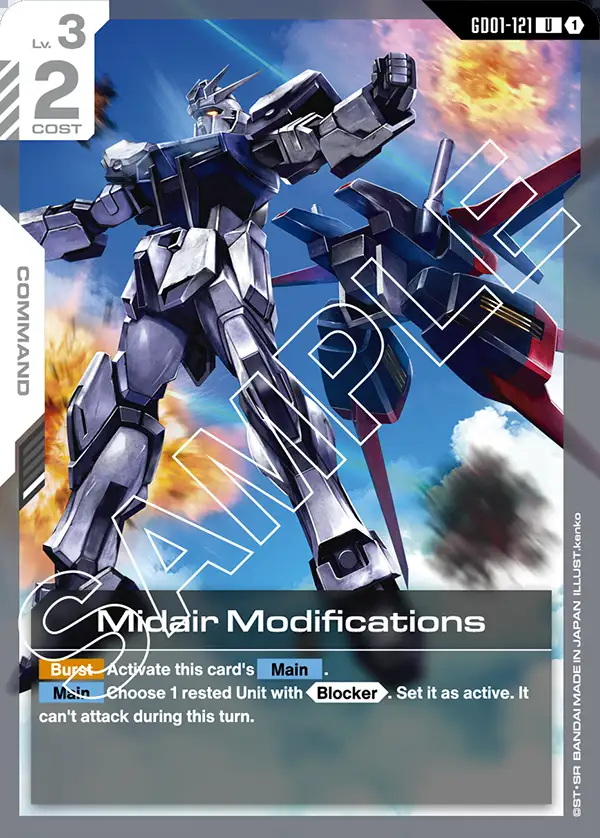 GD01-121 U 1
Lv. 3
2
COST
COMMAND
SAMPLE
Midair Modifications
Burst Activate this card's Main .
Main Choose 1 rested Unit with Blocker . Set it as active. It
can't attack during this turn.
©ST•SR BANDAI MADE IN JAPAN ILLUST.kenko